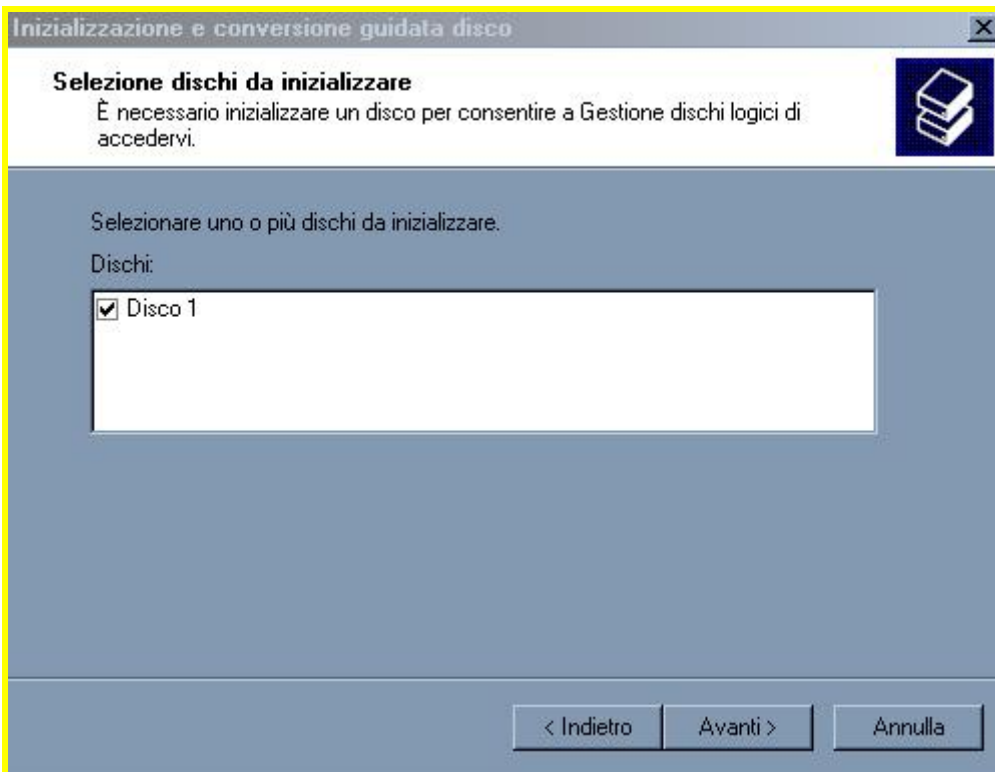 Inizializzazione e conversione guidata disco
Selezione dischi da inizializzare
È necessario inizializzare un disco per consentire a Gestione dischi logici di
accedervi.
Selezionare uno o più dischi da inizializzare.
Dischi:
Disco 1
< Indietro
Avanti >
Annulla